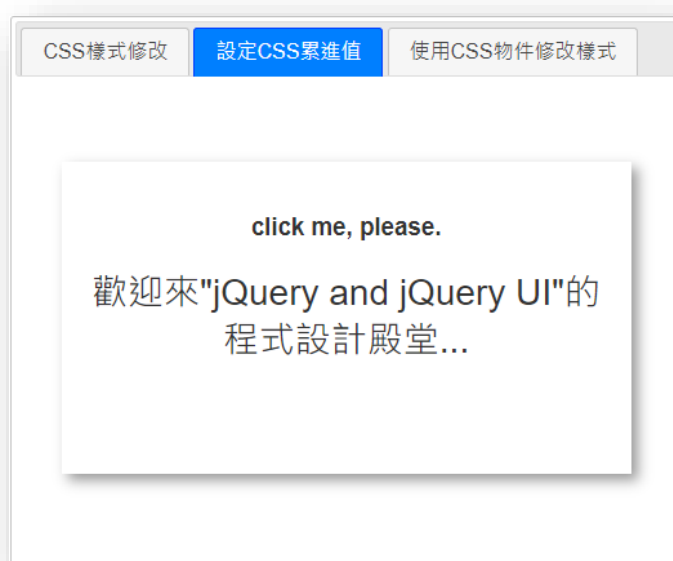 CSS樣式修改
設定CSS累進值
使用CSS物件修改樣式
click me, please.
歡迎來"jQuery and jQuery UI"的
程式設計殿堂...